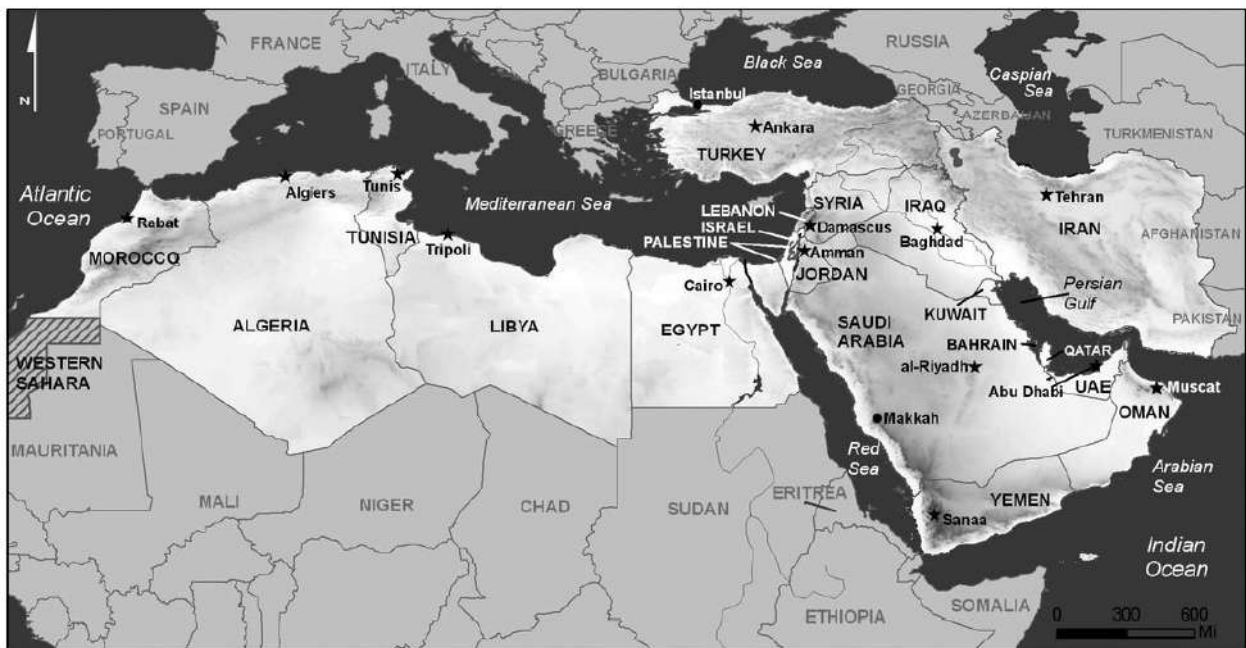 FRANCE
RUSSIA
ITALY
BULGARIA
Black Sea
Caspian
Sea
Istanbul
GEORGIA
SPAIN
PORTUGAL
AZERBAIJAN
GREECE
Ankara
TURKMENISTAN
TURKEY
N
Atlantic
Ocean
Algiers
Tunis
Tehran
Rabat
Mediterranean Sea
LEBANON
SYRIA
IRAQ
ISRAEL
Damascus
IRAN
AFGHANISTAN
TUNISIA
Tripoli
PALESTINE
Baghdad
MOROCCO
Amman
JORDAN
Cairo
Persian
Gulf
KUWAIT
PAKISTAN
ALGERIA
LIBYA
EGYPT
SAUDI
ARABIA
BAHRAIN
QATAR
WESTERN
SAHARA
al-Riyadh
Abu Dhabi
UAE
Muscat
OMAN
Makkah
MAURITANIA
Red
Sea
Arabian
Sea
MALI
NIGER
CHAD
SUDAN
ERITREA
YEMEN
Sanaa
Indian
Ocean
ETHIOPIA
SOMALIA
0 300 600
Mi